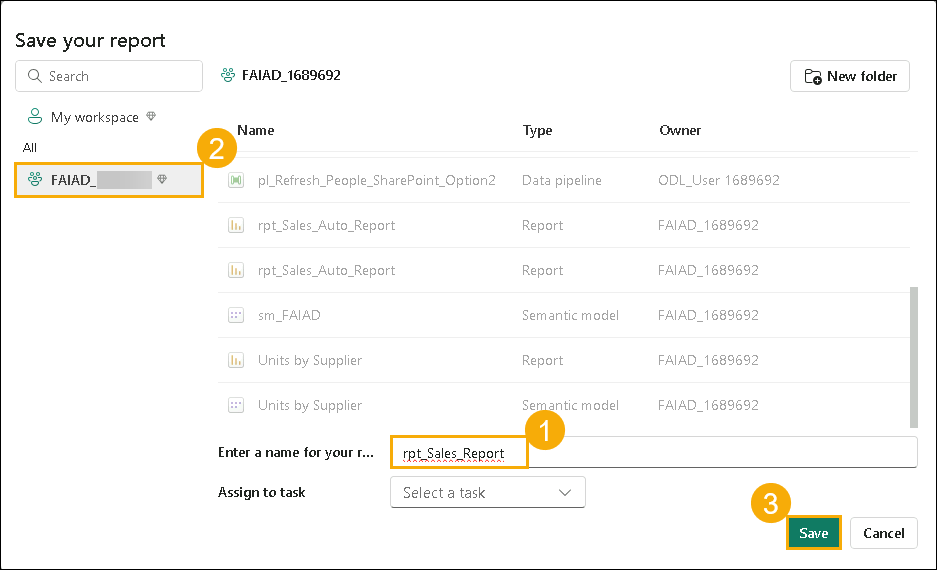 Save your report
Search
FAIAD_1689692
New folder
My workspace
All
2
FAIAD_
Name Type Owner
pl_Refresh_People_SharePoint_Option2 Data pipeline ODL_User 1689692
rpt_Sales_Auto_Report Report FAIAD_1689692
rpt_Sales_Auto_Report Report FAIAD_1689692
sm_FAIAD Semantic model FAIAD_1689692
Units by Supplier Report FAIAD_1689692
Units by Supplier Semantic model FAIAD_1689692
1
Enter a name for your r... rpt_Sales_Report
Assign to task Select a task
3
Save Cancel